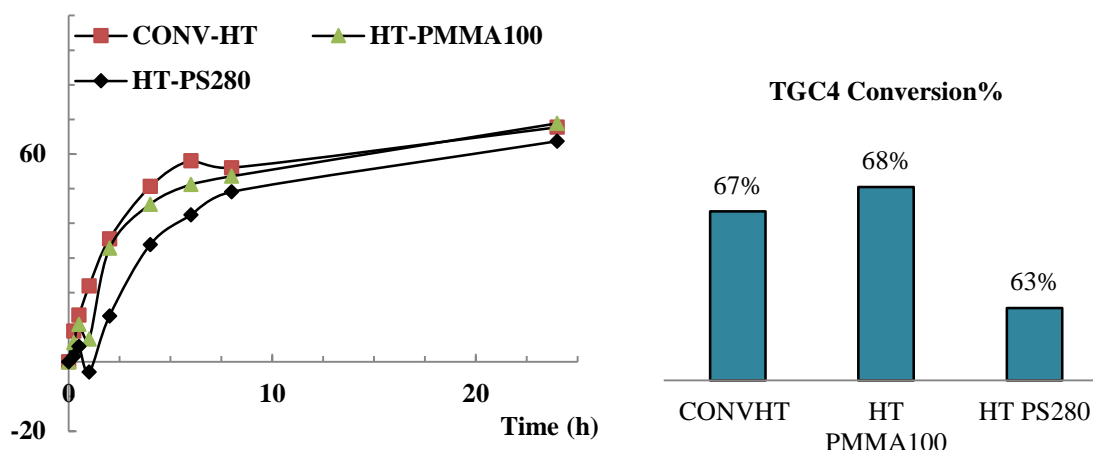 CONV-HT
HT-PMMA100
HT-PS280
60
0
10
20
-20
Time (h)
TGC4 Conversion%
67%
68%
63%
CONVHT
HT
PMMA100
HT PS280